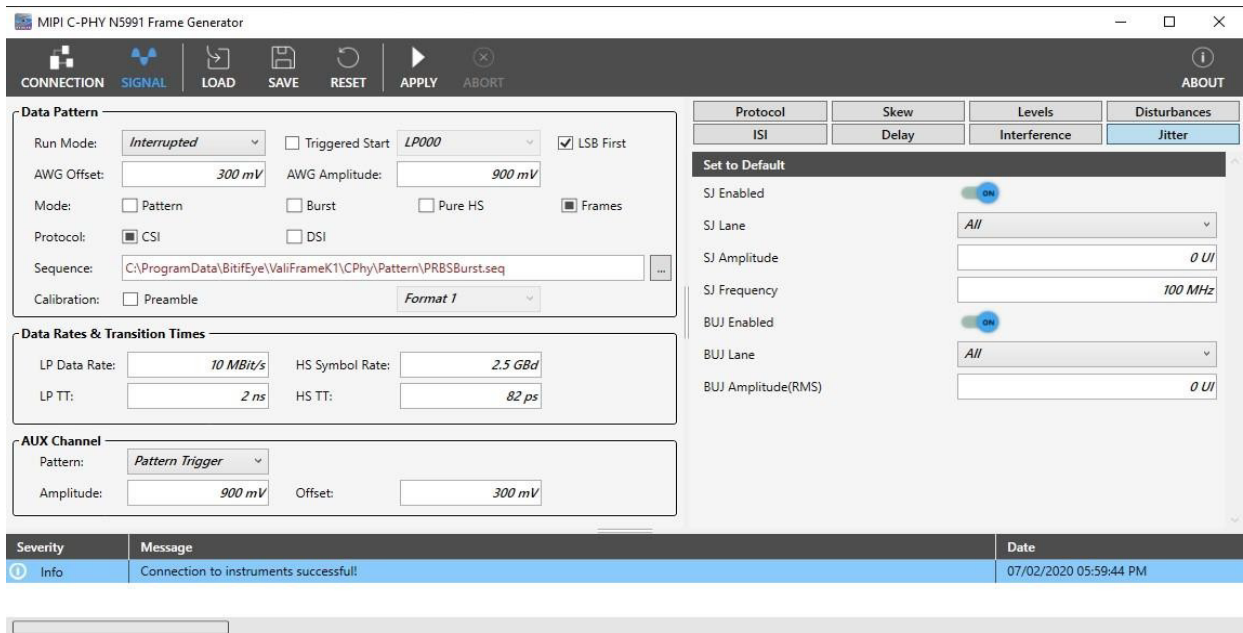 MIPI C-PHY N5991 Frame Generator
CONNECTION SIGNAL LOAD SAVE RESET APPLY ABORT ABOUT
Data Pattern
Run Mode: Interrupted Triggered Start LP000 LSB First
AWG Offset: 300 mV AWG Amplitude: 900 mV
Mode: Pattern Burst Pure HS Frames
Protocol: CSI DSI
Sequence: C:\ProgramData\BitifEye\ValiFrameK1\CPhy\Pattern\PRBSBurst.seq ...
Calibration: Preamble Format 1
Data Rates & Transition Times
LP Data Rate: 10 MBit/s HS Symbol Rate: 2.5 GBd
LP TT: 2 ns HS TT: 82 ps
AUX Channel
Pattern: Pattern Trigger
Amplitude: 900 mV Offset: 300 mV
Protocol Skew Levels Disturbances
ISI Delay Interference Jitter
Set to Default
SJ Enabled ON
SJ Lane All
SJ Amplitude 0 UI
SJ Frequency 100 MHz
BUJ Enabled ON
BUJ Lane All
BUJ Amplitude(RMS) 0 UI
Severity Message Date
Info Connection to instruments successful! 07/02/2020 05:59:44 PM